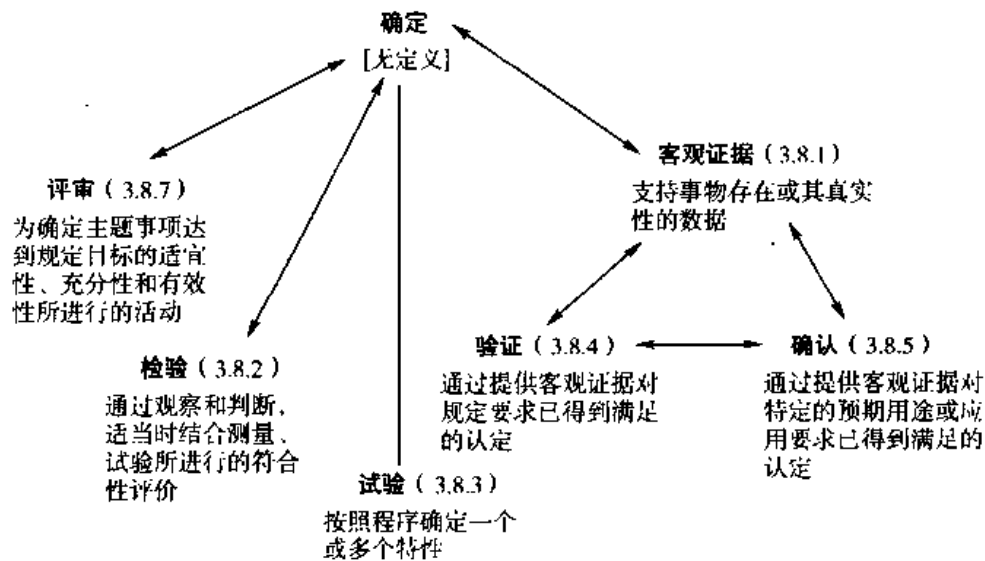 确定
[无定义]
客观证据（3.8.1）
支持事物存在或其真实
性的数据
评审（3.8.7）
为确定主题事项达
到规定目标的适宜
性、充分性和有效
性所进行的活动
验证（3.8.4）
通过提供客观证据对
规定要求已得到满足
的认定
确认（3.8.5）
通过提供客观证据对
特定的预期用途或应
用要求已得到满足的
认定
检验（3.8.2）
通过观察和判断，
适当时结合测量、
试验所进行的符合
性评价
试验（3.8.3）
按照程序确定一个
或多个特性